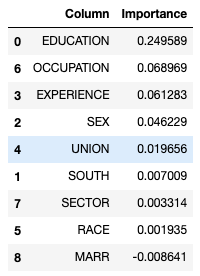 Column Importance
0 EDUCATION 0.249589
6 OCCUPATION 0.068969
3 EXPERIENCE 0.061283
2 SEX 0.046229
4 UNION 0.019656
1 SOUTH 0.007009
7 SECTOR 0.003314
5 RACE 0.001935
8 MARR -0.008641